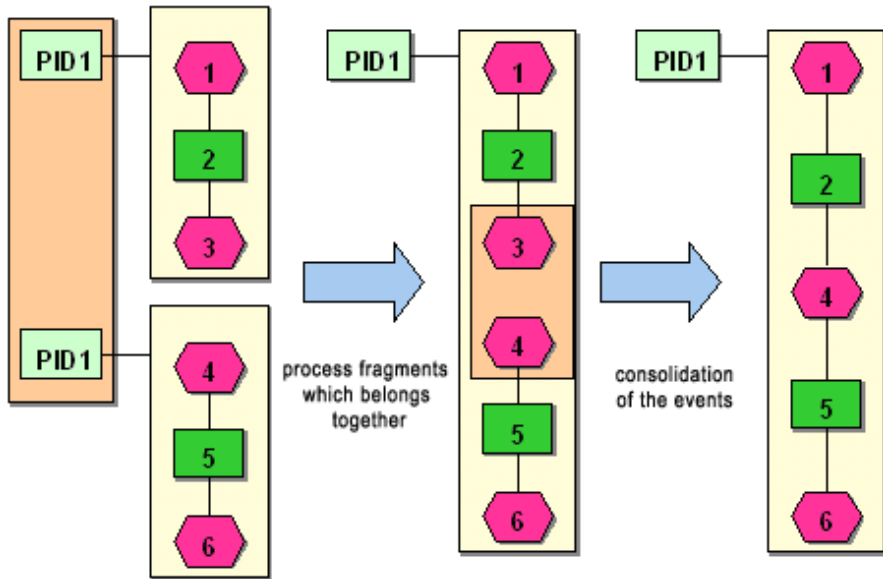 PID1
1
2
3
PID1
4
5
6
process fragments
which belongs
together
PID1
1
2
3
4
5
6
consolidation
of the events
PID1
1
2
4
5
6